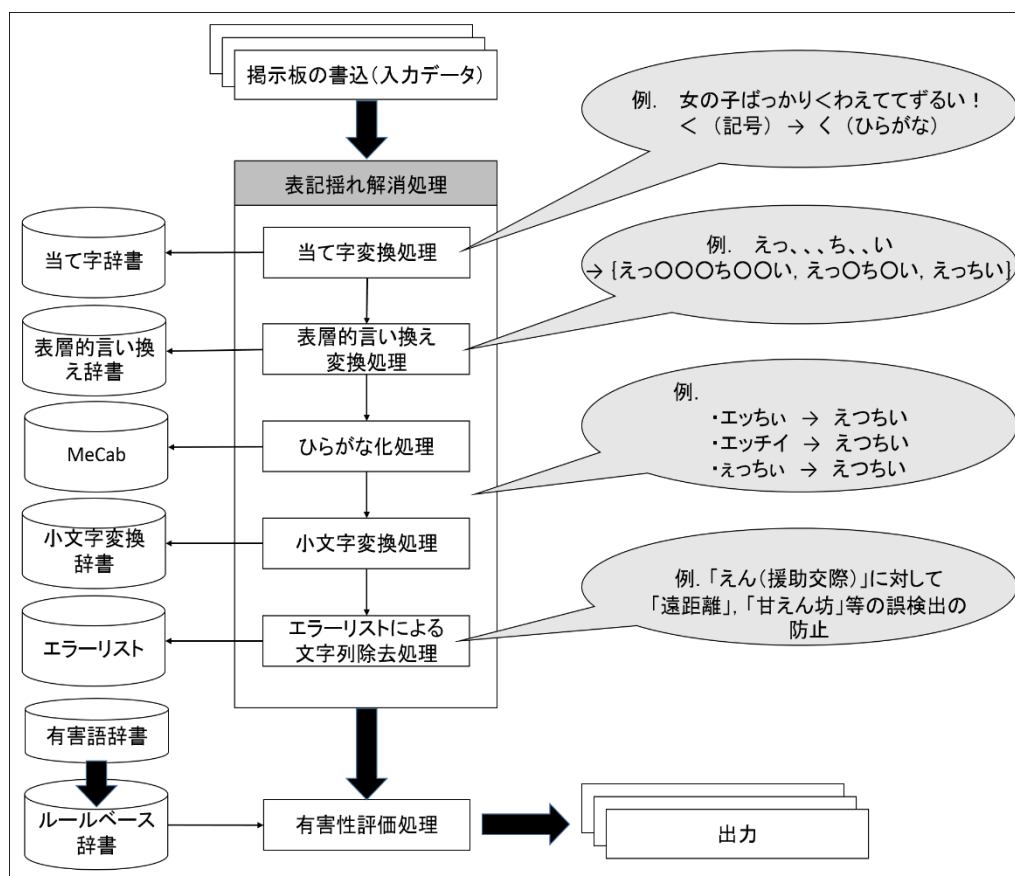 掲示板の書込(入力データ)
例. 女の子ばっかり<わえててずるい!
< (記号) → く (ひらがな)
表記揺れ解消処理
当て字辞書
当て字変換処理
例. えっ、、、ち、、い
→ {えっ〇〇〇ち〇〇い, えっ〇ち〇い, えっちい}
表層的言い換
え辞書
表層的言い換え
変換処理
例.
・エッちぃ → えつちい
・エッチイ → えつちい
・ぇっちぃ → えつちい
MeCab
ひらがな化処理
小文字変換
辞書
小文字変換処理
例.「えん(援助交際)」に対して
「遠距離」,「甘えん坊」等の誤検出の
防止
エラーリスト
エラーリストによる
文字列除去処理
有害語辞書
ルールベース
辞書
有害性評価処理
出力